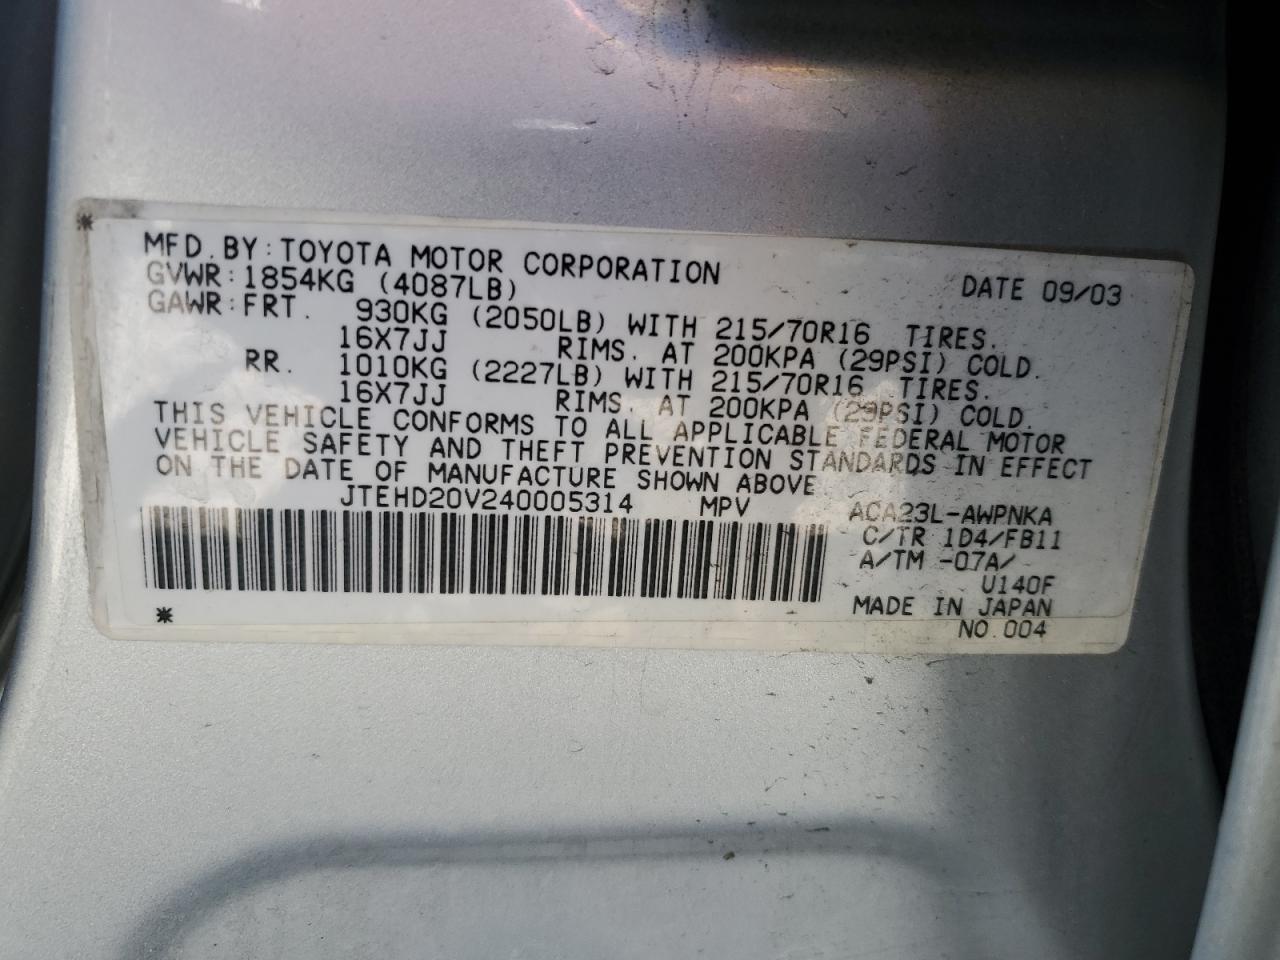 *
MFD. BY: TOYOTA MOTOR CORPORATION DATE 09/03
GVWR: 1854KG (4087LB)
GAWR: FRT. 930KG (2050LB) WITH 215/70R16 TIRES.
16X7JJ RIMS. AT 200KPA (29PSI) COLD.
RR. 1010KG (2227LB) WITH 215/70R16 TIRES.
16X7JJ RIMS. AT 200KPA (29PSI) COLD.
THIS VEHICLE CONFORMS TO ALL APPLICABLE FEDERAL MOTOR
VEHICLE SAFETY AND THEFT PREVENTION STANDARDS IN EFFECT
ON THE DATE OF MANUFACTURE SHOWN ABOVE
JTEHD20V240005314 MPV ACA23L-AWPNKA
C/TR 1D4/FB11
A/TM -07A/
U140F
* MADE IN JAPAN
NO.004